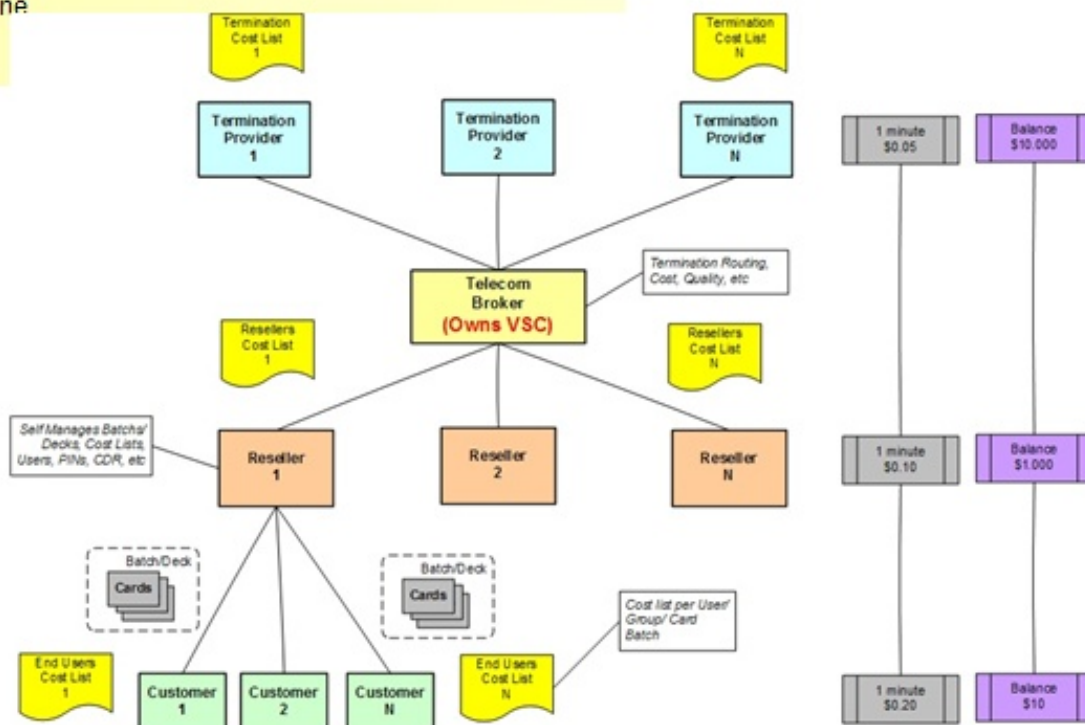 ne
Termination
Cost List
1
Termination
Cost List
N
Termination
Provider
1
Termination
Provider
2
Termination
Provider
N
1 minute
$0.05
Balance
$10.000
Telecom
Broker
(Owns VSC)
Termination Routing,
Cost, Quality, etc
Resellers
Cost List
1
Resellers
Cost List
N
Self Manages Batchs/
Decks, Cost Lists,
Users, PINs, CDR, etc
Reseller
1
Reseller
2
Reseller
N
1 minute
$0.10
Balance
$1.000
Batch/Deck
Cards
Batch/Deck
Cards
Cost list per User/
Group/ Card
Batch
End Users
Cost List
1
Customer
1
Customer
2
Customer
N
End Users
Cost List
N
1 minute
$0.20
Balance
$10